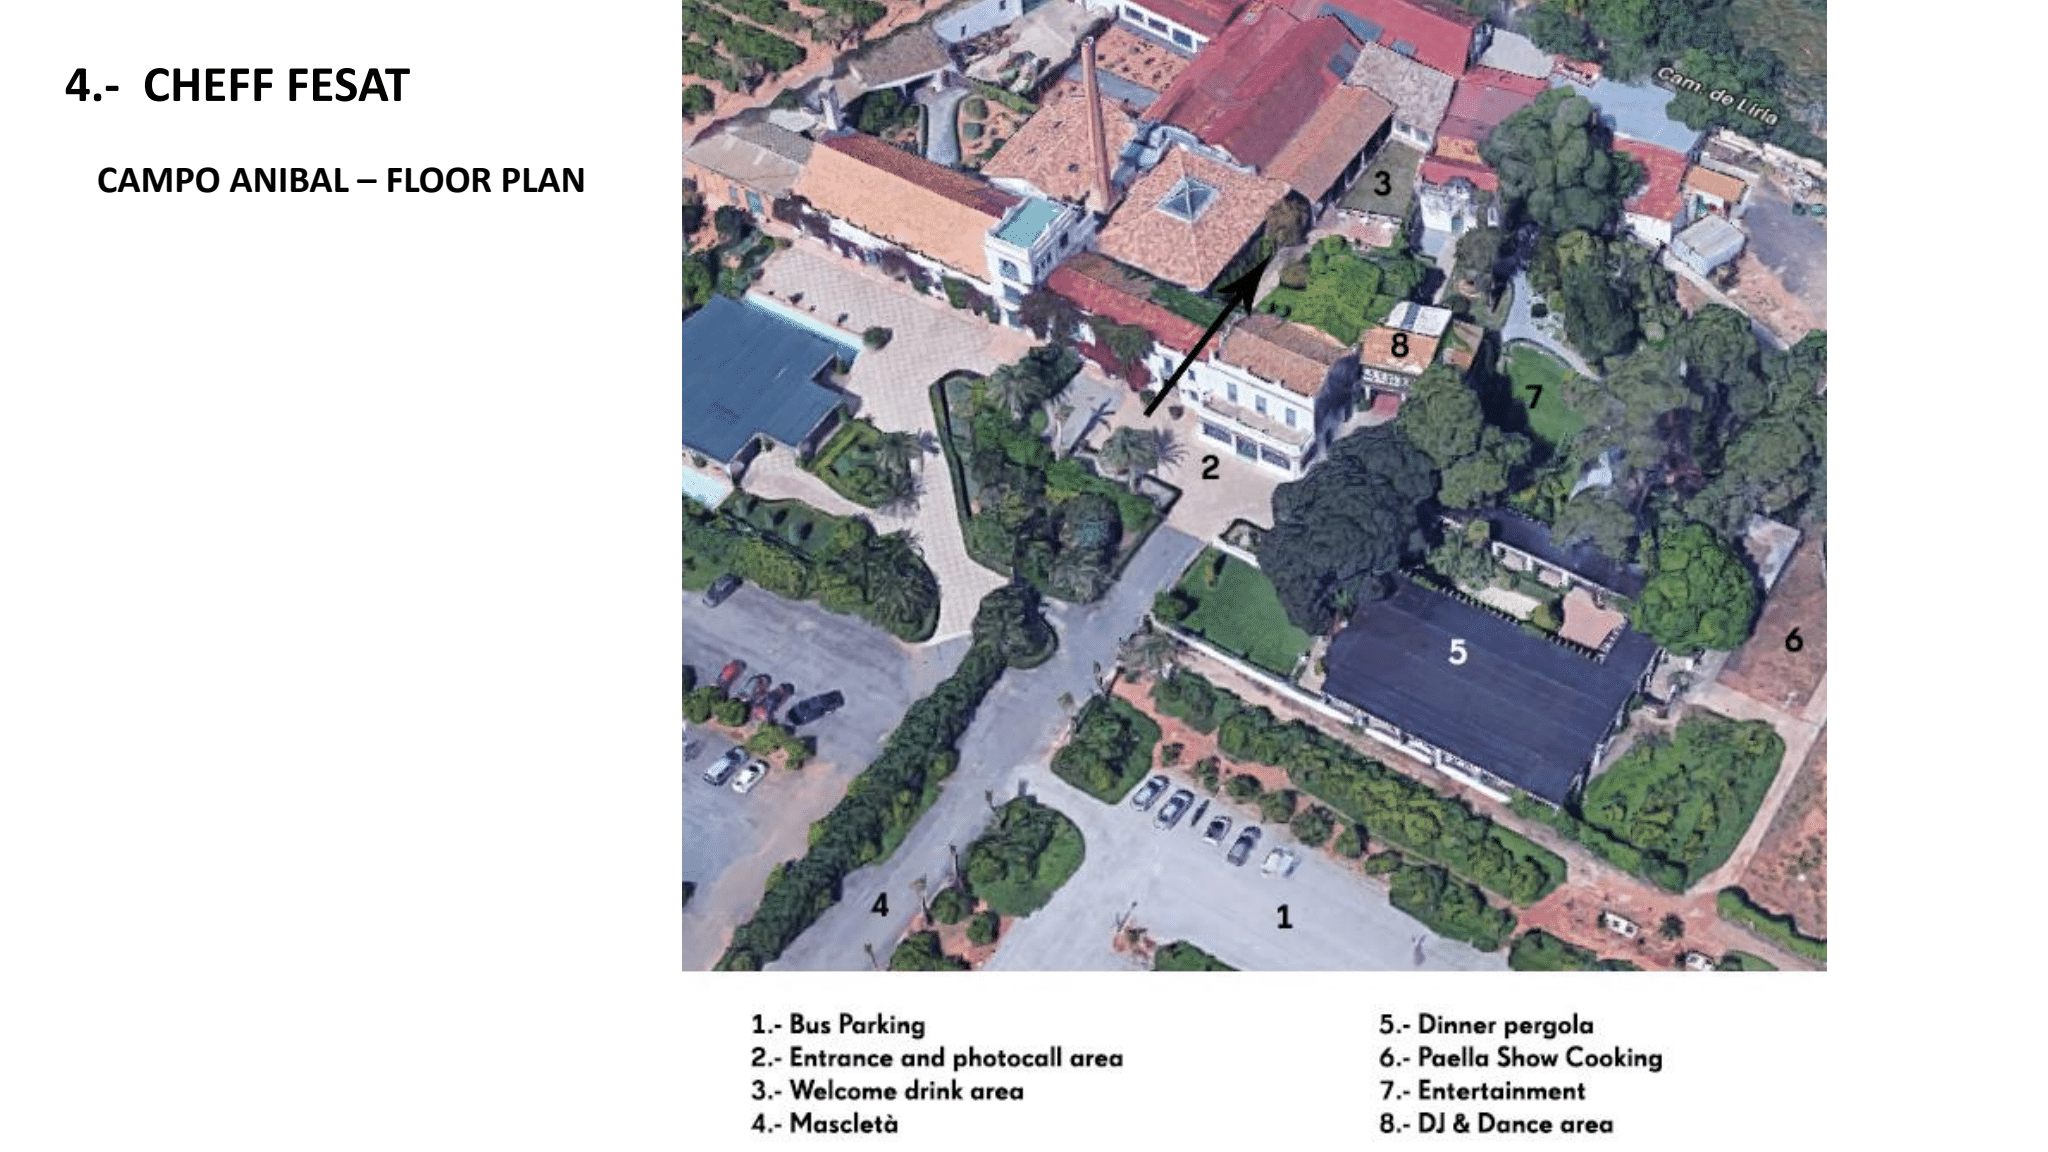 4.- CHEFF FESAT
CAMPO ANIBAL – FLOOR PLAN
Cam. de Liria
3
8
7
2
5
6
4
1
1.- Bus Parking
2.- Entrance and photocall area
3.- Welcome drink area
4.- Mascletà
5.- Dinner pergola
6.- Paella Show Cooking
7.- Entertainment
8.- DJ & Dance area